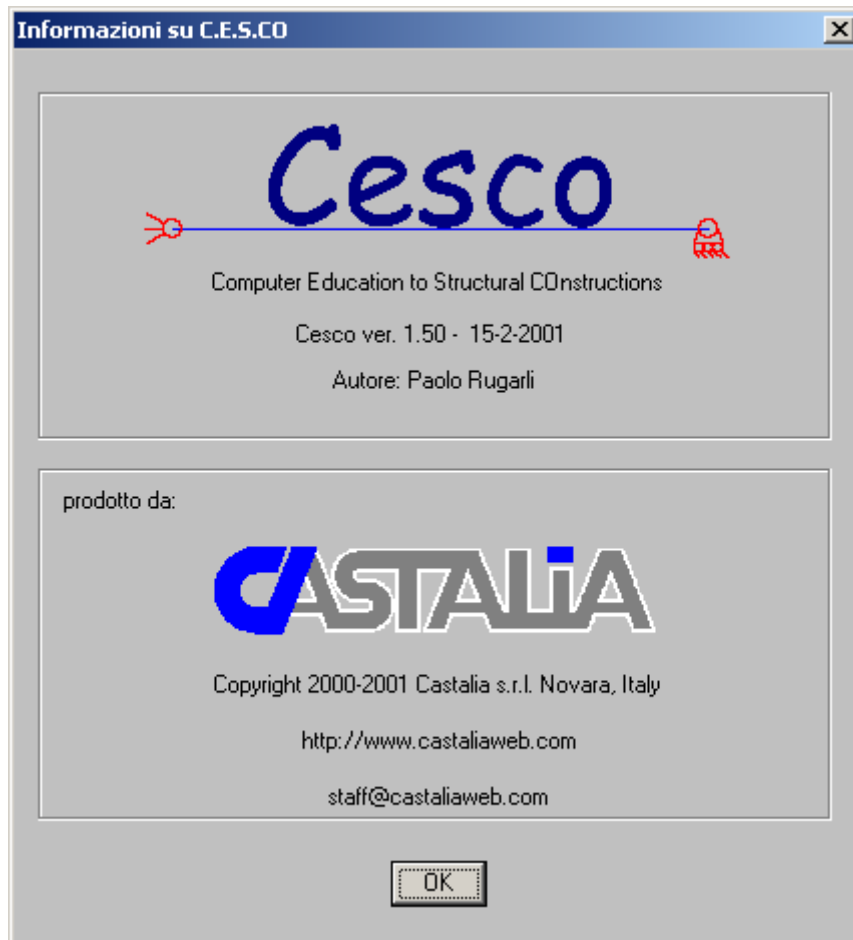 Informazioni su C.E.S.CO
Cesco
Computer Education to Structural COnstructions
Cesco ver. 1.50 - 15-2-2001
Autore: Paolo Rugarli
prodotto da:
CASTALiA
Copyright 2000-2001 Castalia s.r.l. Novara, Italy
http://www.castaliaweb.com
staff@castaliaweb.com
OK